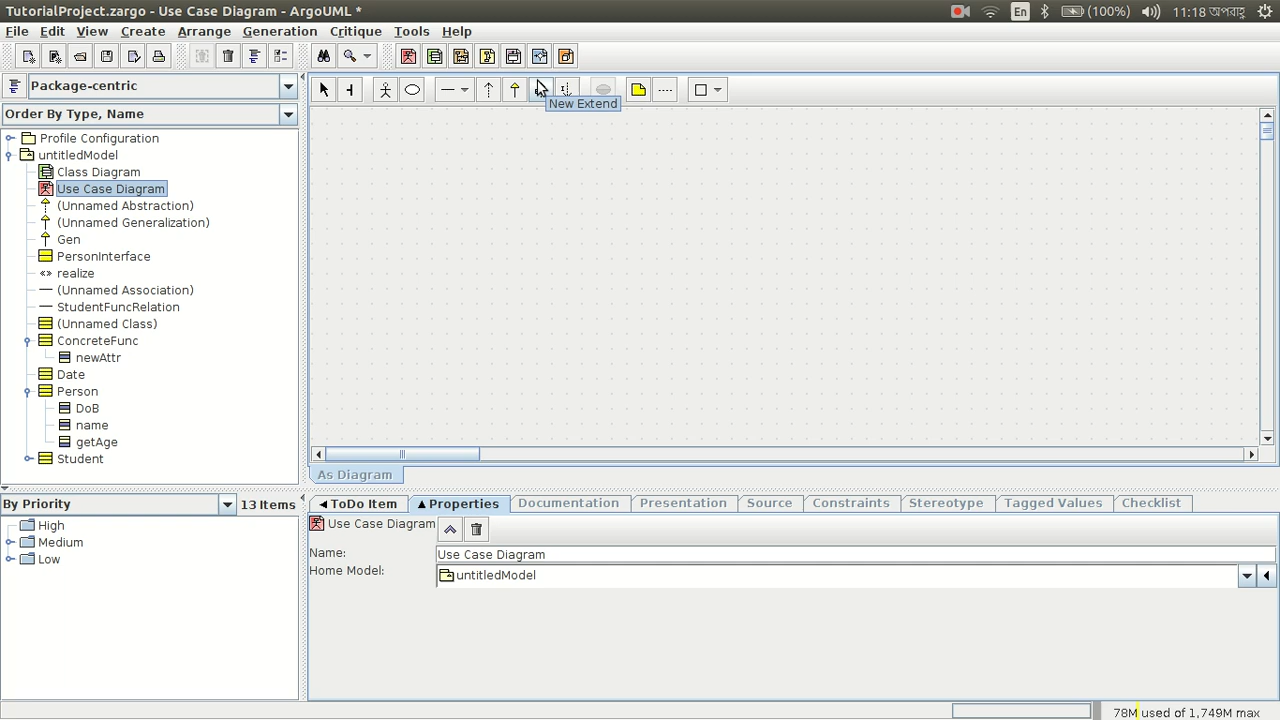 TutorialProject.zargo - Use Case Diagram - ArgoUML *
En (100%) 11:18 অপরাহ্ণ
File Edit View Create Arrange Generation Critique Tools Help
Package-centric
New Extend
Order By Type, Name
Profile Configuration
untitledModel
Class Diagram
Use Case Diagram
(Unnamed Abstraction)
(Unnamed Generalization)
Gen
PersonInterface
realize
(Unnamed Association)
StudentFuncRelation
(Unnamed Class)
ConcreteFunc
newAttr
Date
Person
DoB
name
getAge
Student
As Diagram
By Priority 13 Items
High
Medium
Low
ToDo Item Properties Documentation Presentation Source Constraints Stereotype Tagged Values Checklist
Use Case Diagram
Name: Use Case Diagram
Home Model: untitledModel
78M used of 1,749M max